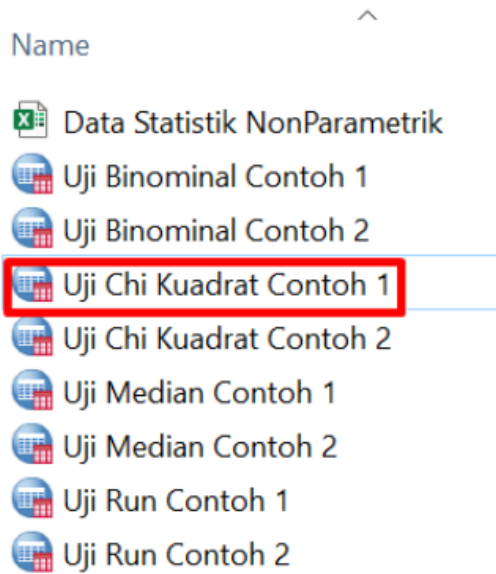 Name
Data Statistik NonParametrik
Uji Binominal Contoh 1
Uji Binominal Contoh 2
Uji Chi Kuadrat Contoh 1
Uji Chi Kuadrat Contoh 2
Uji Median Contoh 1
Uji Median Contoh 2
Uji Run Contoh 1
Uji Run Contoh 2